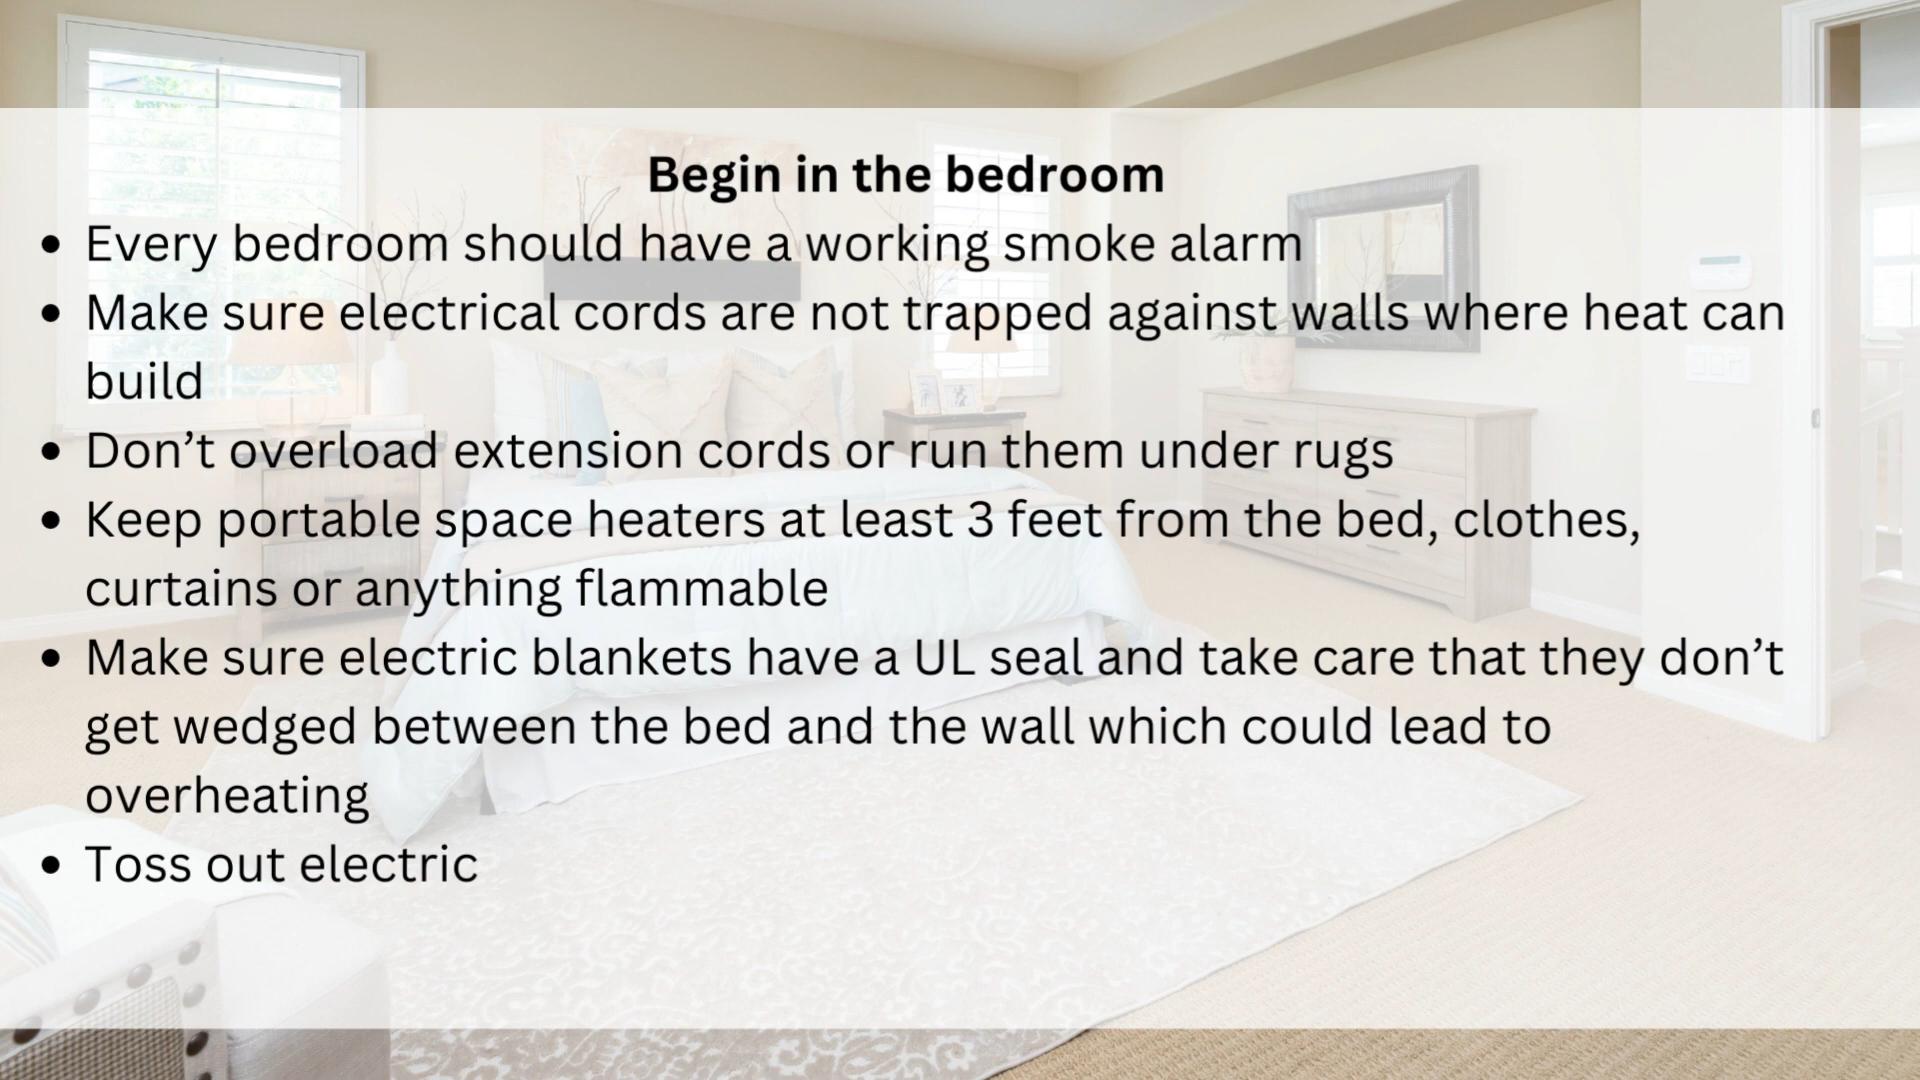 Begin in the bedroom
• Every bedroom should have a working smoke alarm
• Make sure electrical cords are not trapped against walls where heat can
build
• Don’t overload extension cords or run them under rugs
• Keep portable space heaters at least 3 feet from the bed, clothes,
curtains or anything flammable
• Make sure electric blankets have a UL seal and take care that they don’t
get wedged between the bed and the wall which could lead to
overheating
• Toss out electric